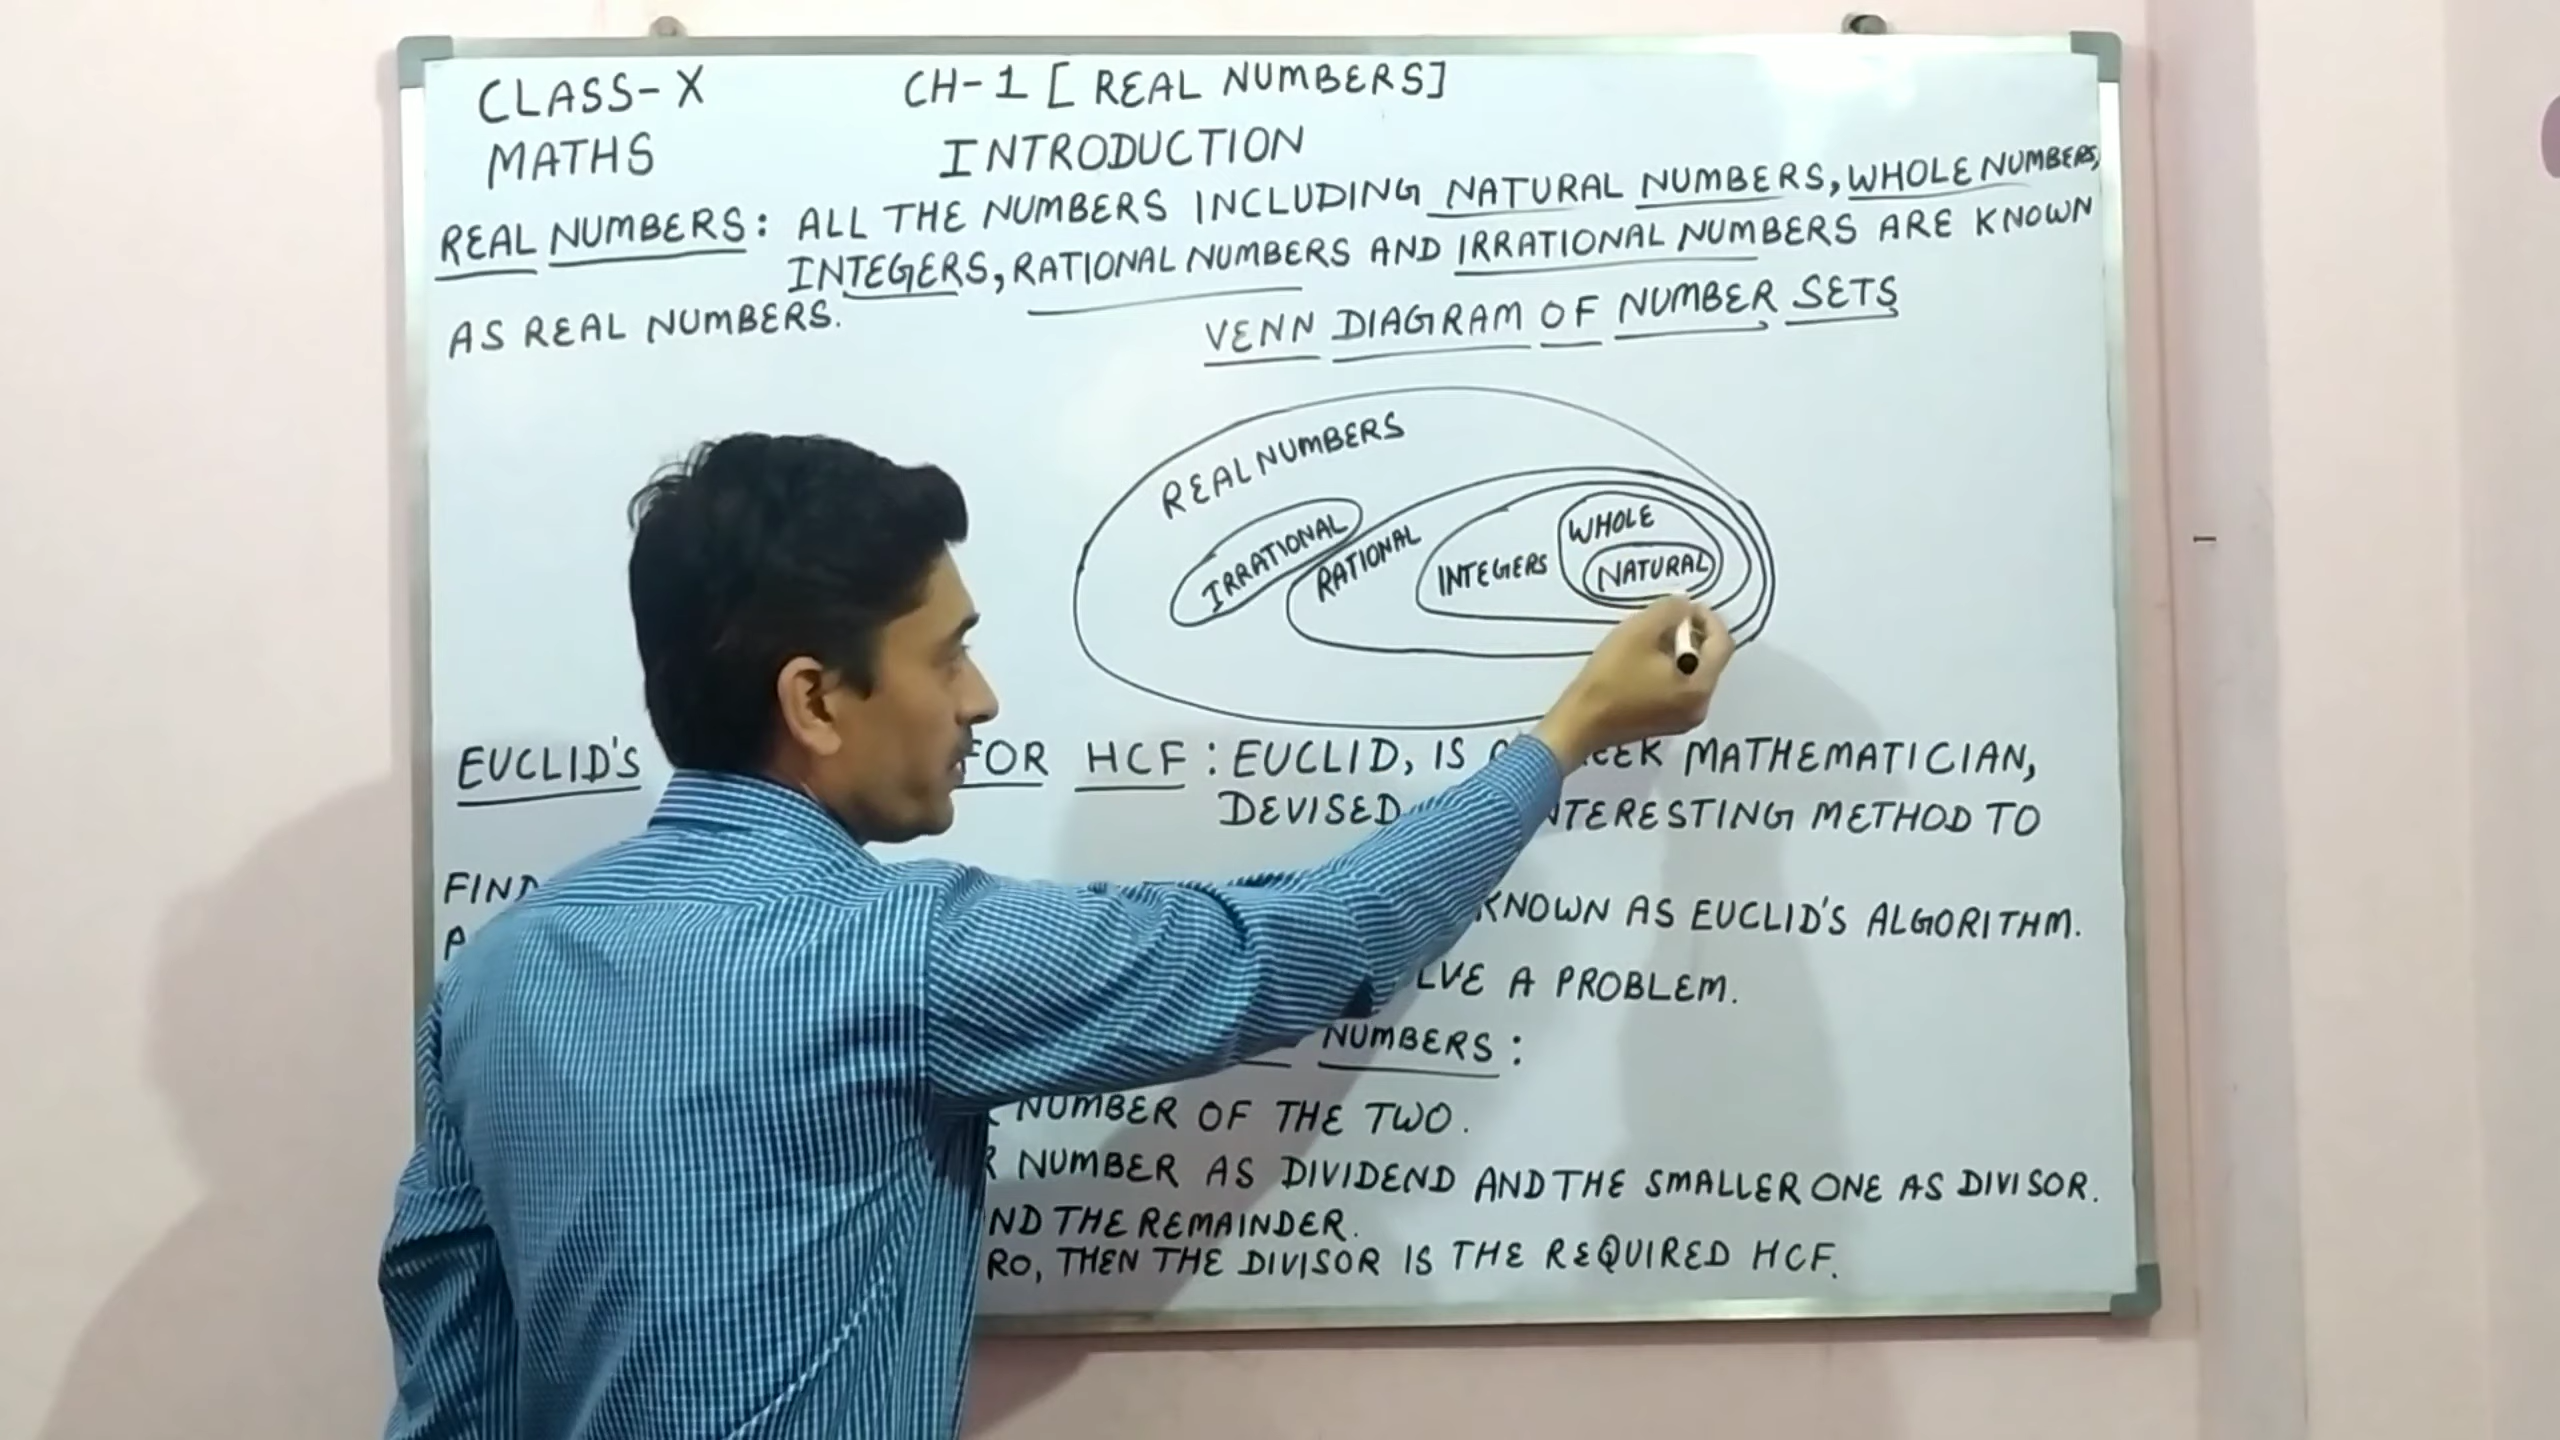 CLASS-X CH-1 [ REAL NUMBERS]
MATHS INTRODUCTION
REAL NUMBERS: ALL THE NUMBERS INCLUDING NATURAL NUMBERS, WHOLE NUMBERS,
INTEGERS, RATIONAL NUMBERS AND IRRATIONAL NUMBERS ARE KNOWN
AS REAL NUMBERS.
VENN DIAGRAM OF NUMBER SETS
REAL NUMBERS
IRRATIONAL
RATIONAL
INTEGERS
WHOLE
NATURAL
EUCLID'S FOR HCF: EUCLID, IS MATHEMATICIAN,
DEVISED INTERESTING METHOD TO
FIND
KNOWN AS EUCLID'S ALGORITHM.
A PROBLEM.
NUMBERS:
NUMBER OF THE TWO.
NUMBER AS DIVIDEND AND THE SMALLER ONE AS DIVISOR.
THE REMAINDER.
THEN THE DIVISOR IS THE REQUIRED HCF.